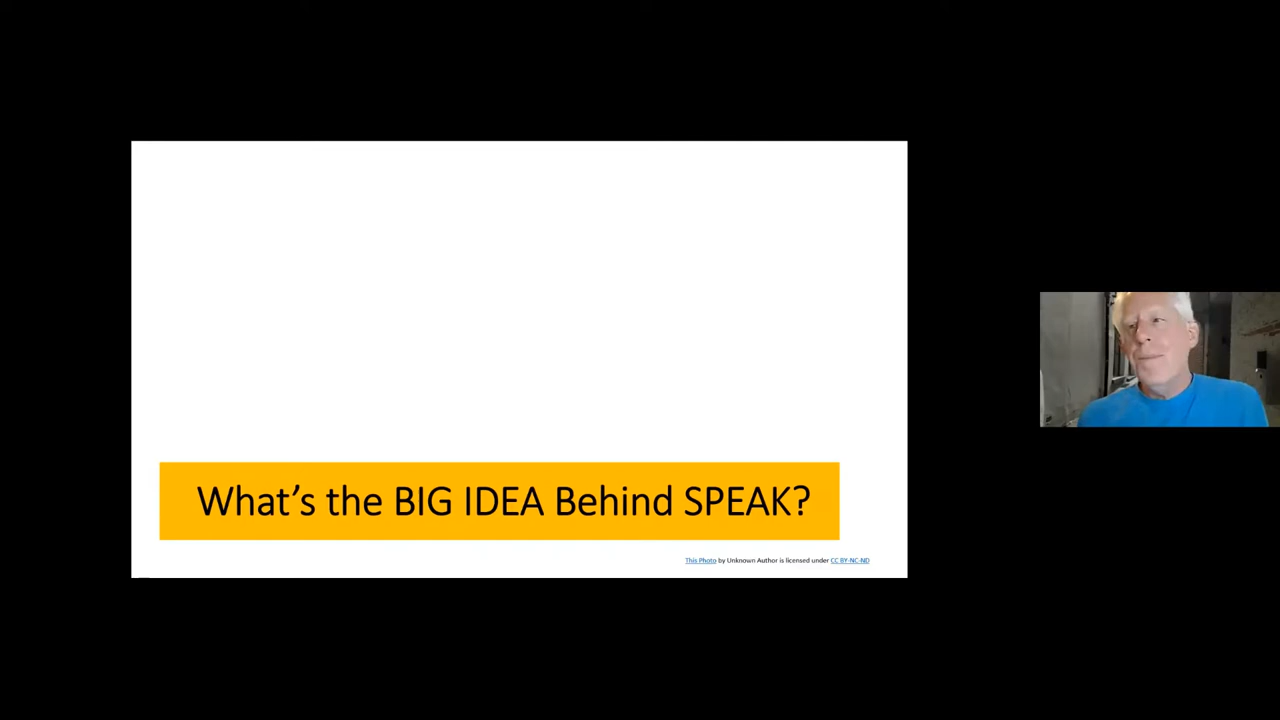 What's the BIG IDEA Behind SPEAK?
This Photo by Unknown Author is licensed under CC BY-NC-ND